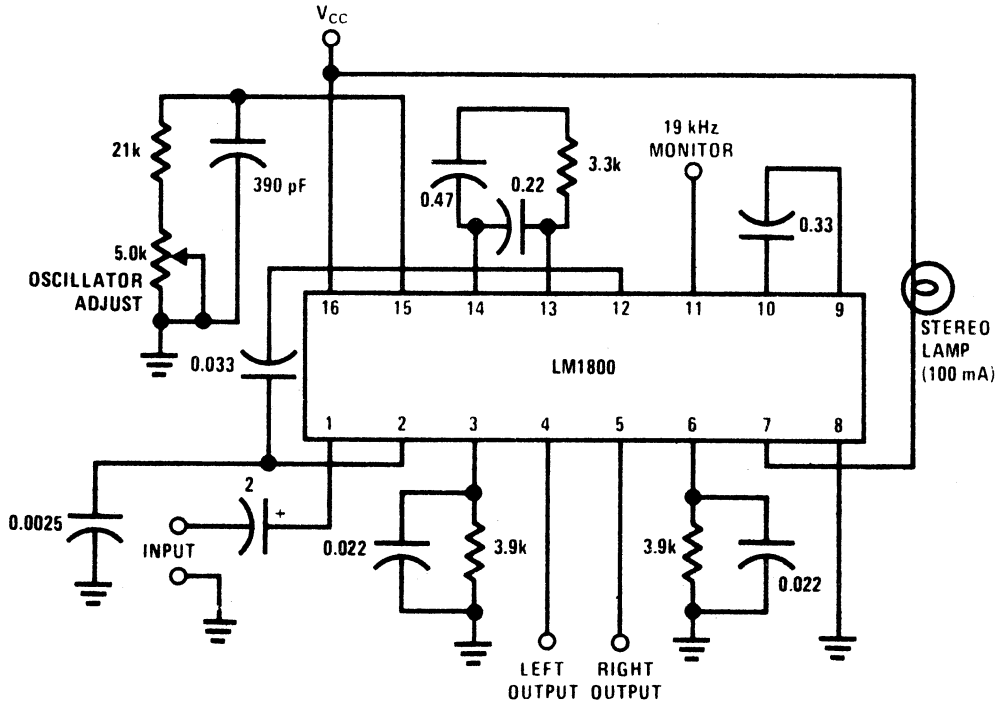 VCC
21k
390 pF
5.0k
OSCILLATOR
ADJUST
0.47
0.22
3.3k
19 kHz
MONITOR
0.33
16 15 14 13 12 11 10 9
LM1800
STEREO
LAMP
(100 mA)
0.033
1 2 3 4 5 6 7 8
0.0025
2
+
INPUT
0.022
3.9k
3.9k
0.022
LEFT
OUTPUT
RIGHT
OUTPUT